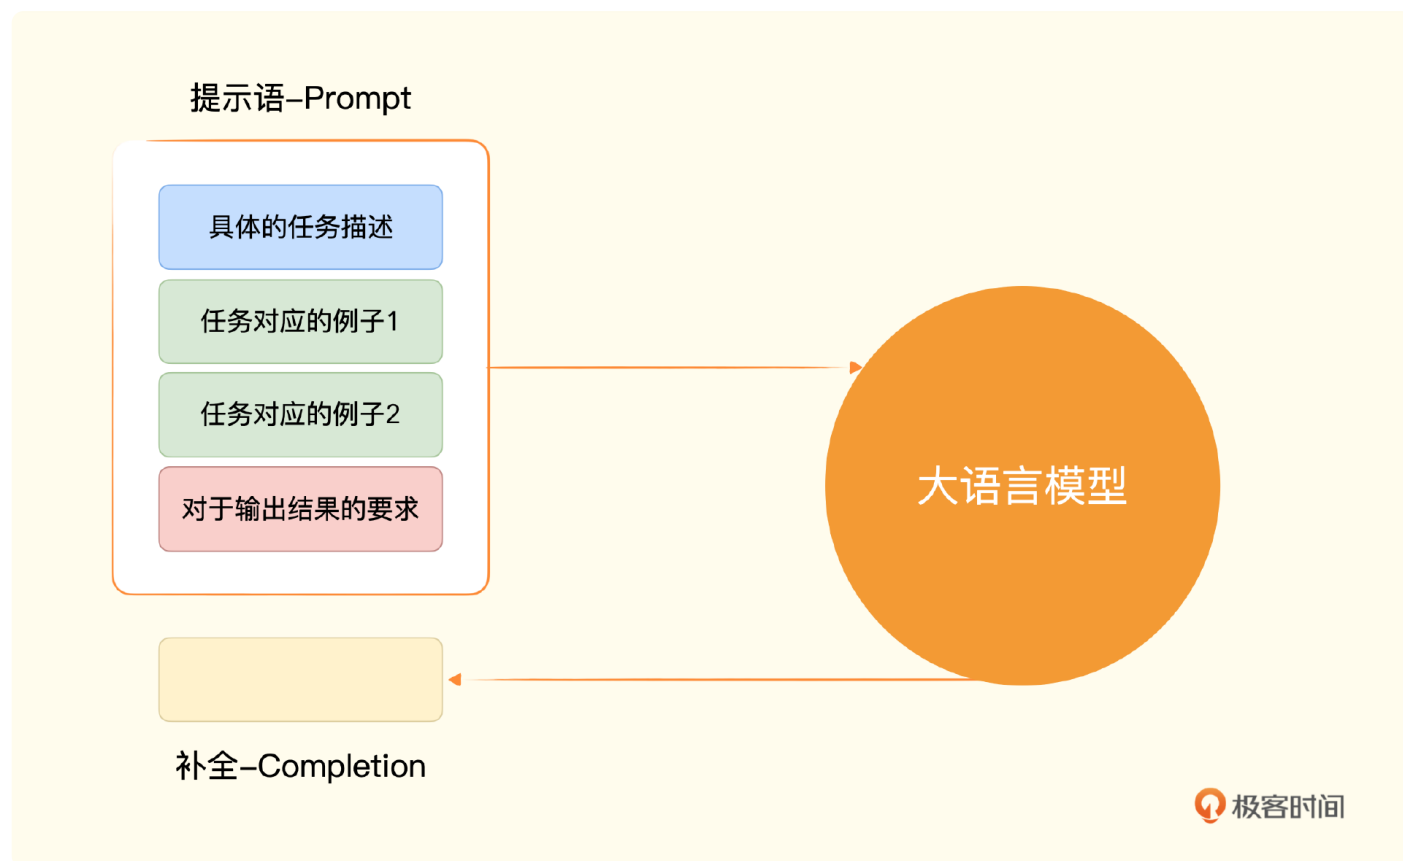 提示语-Prompt
具体的任务描述
任务对应的例子1
任务对应的例子2
对于输出结果的要求
大语言模型
补全-Completion
极客时间